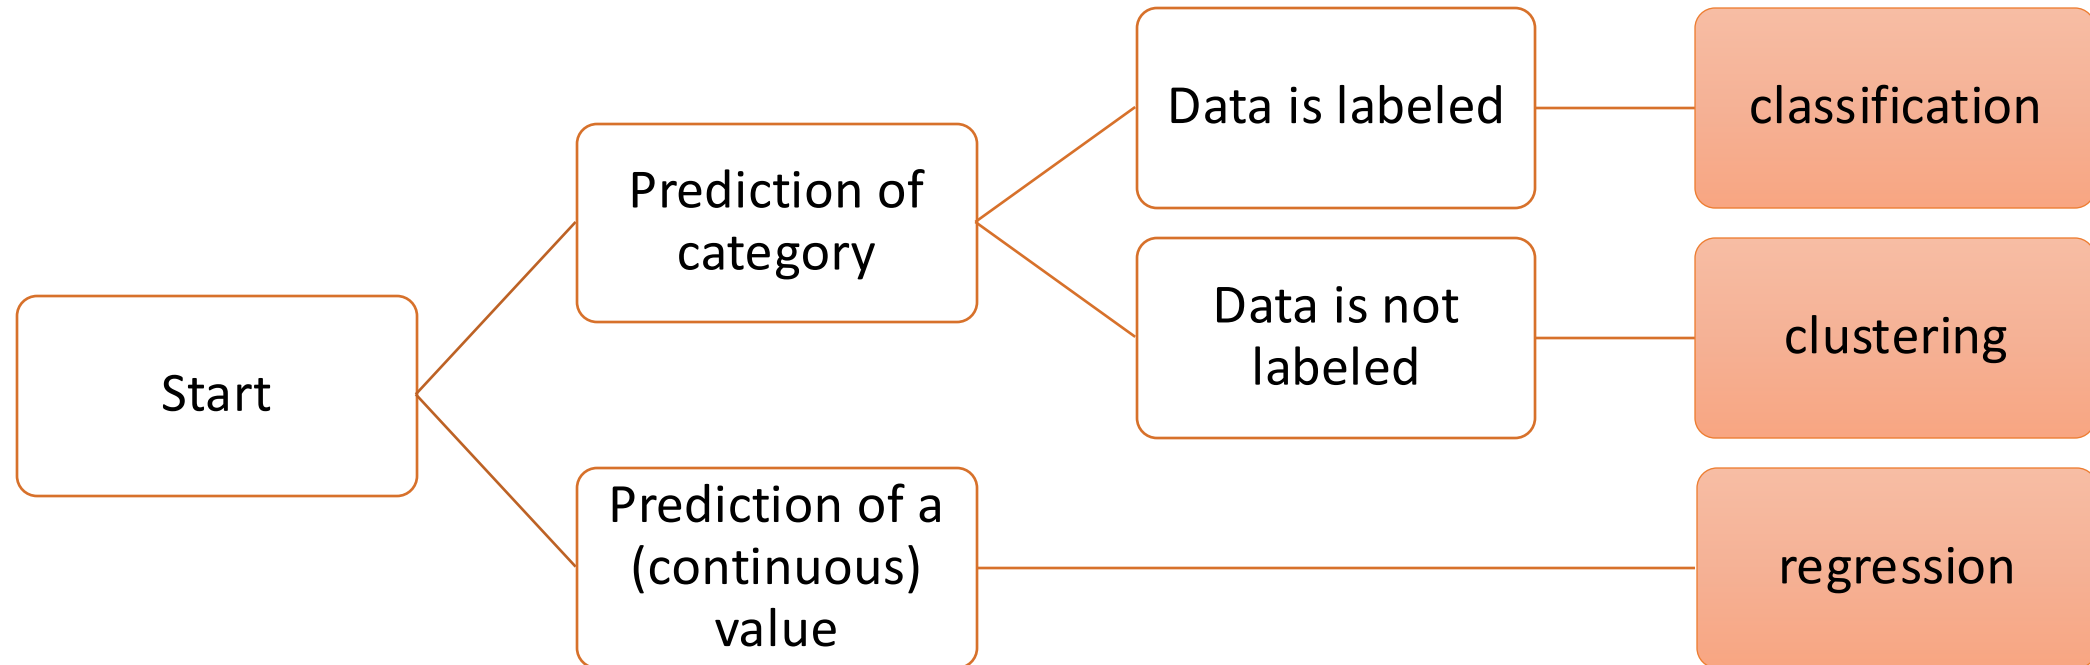 Start
Prediction of
category
Data is labeled
classification
Data is not
labeled
clustering
Prediction of a
(continuous)
value
regression